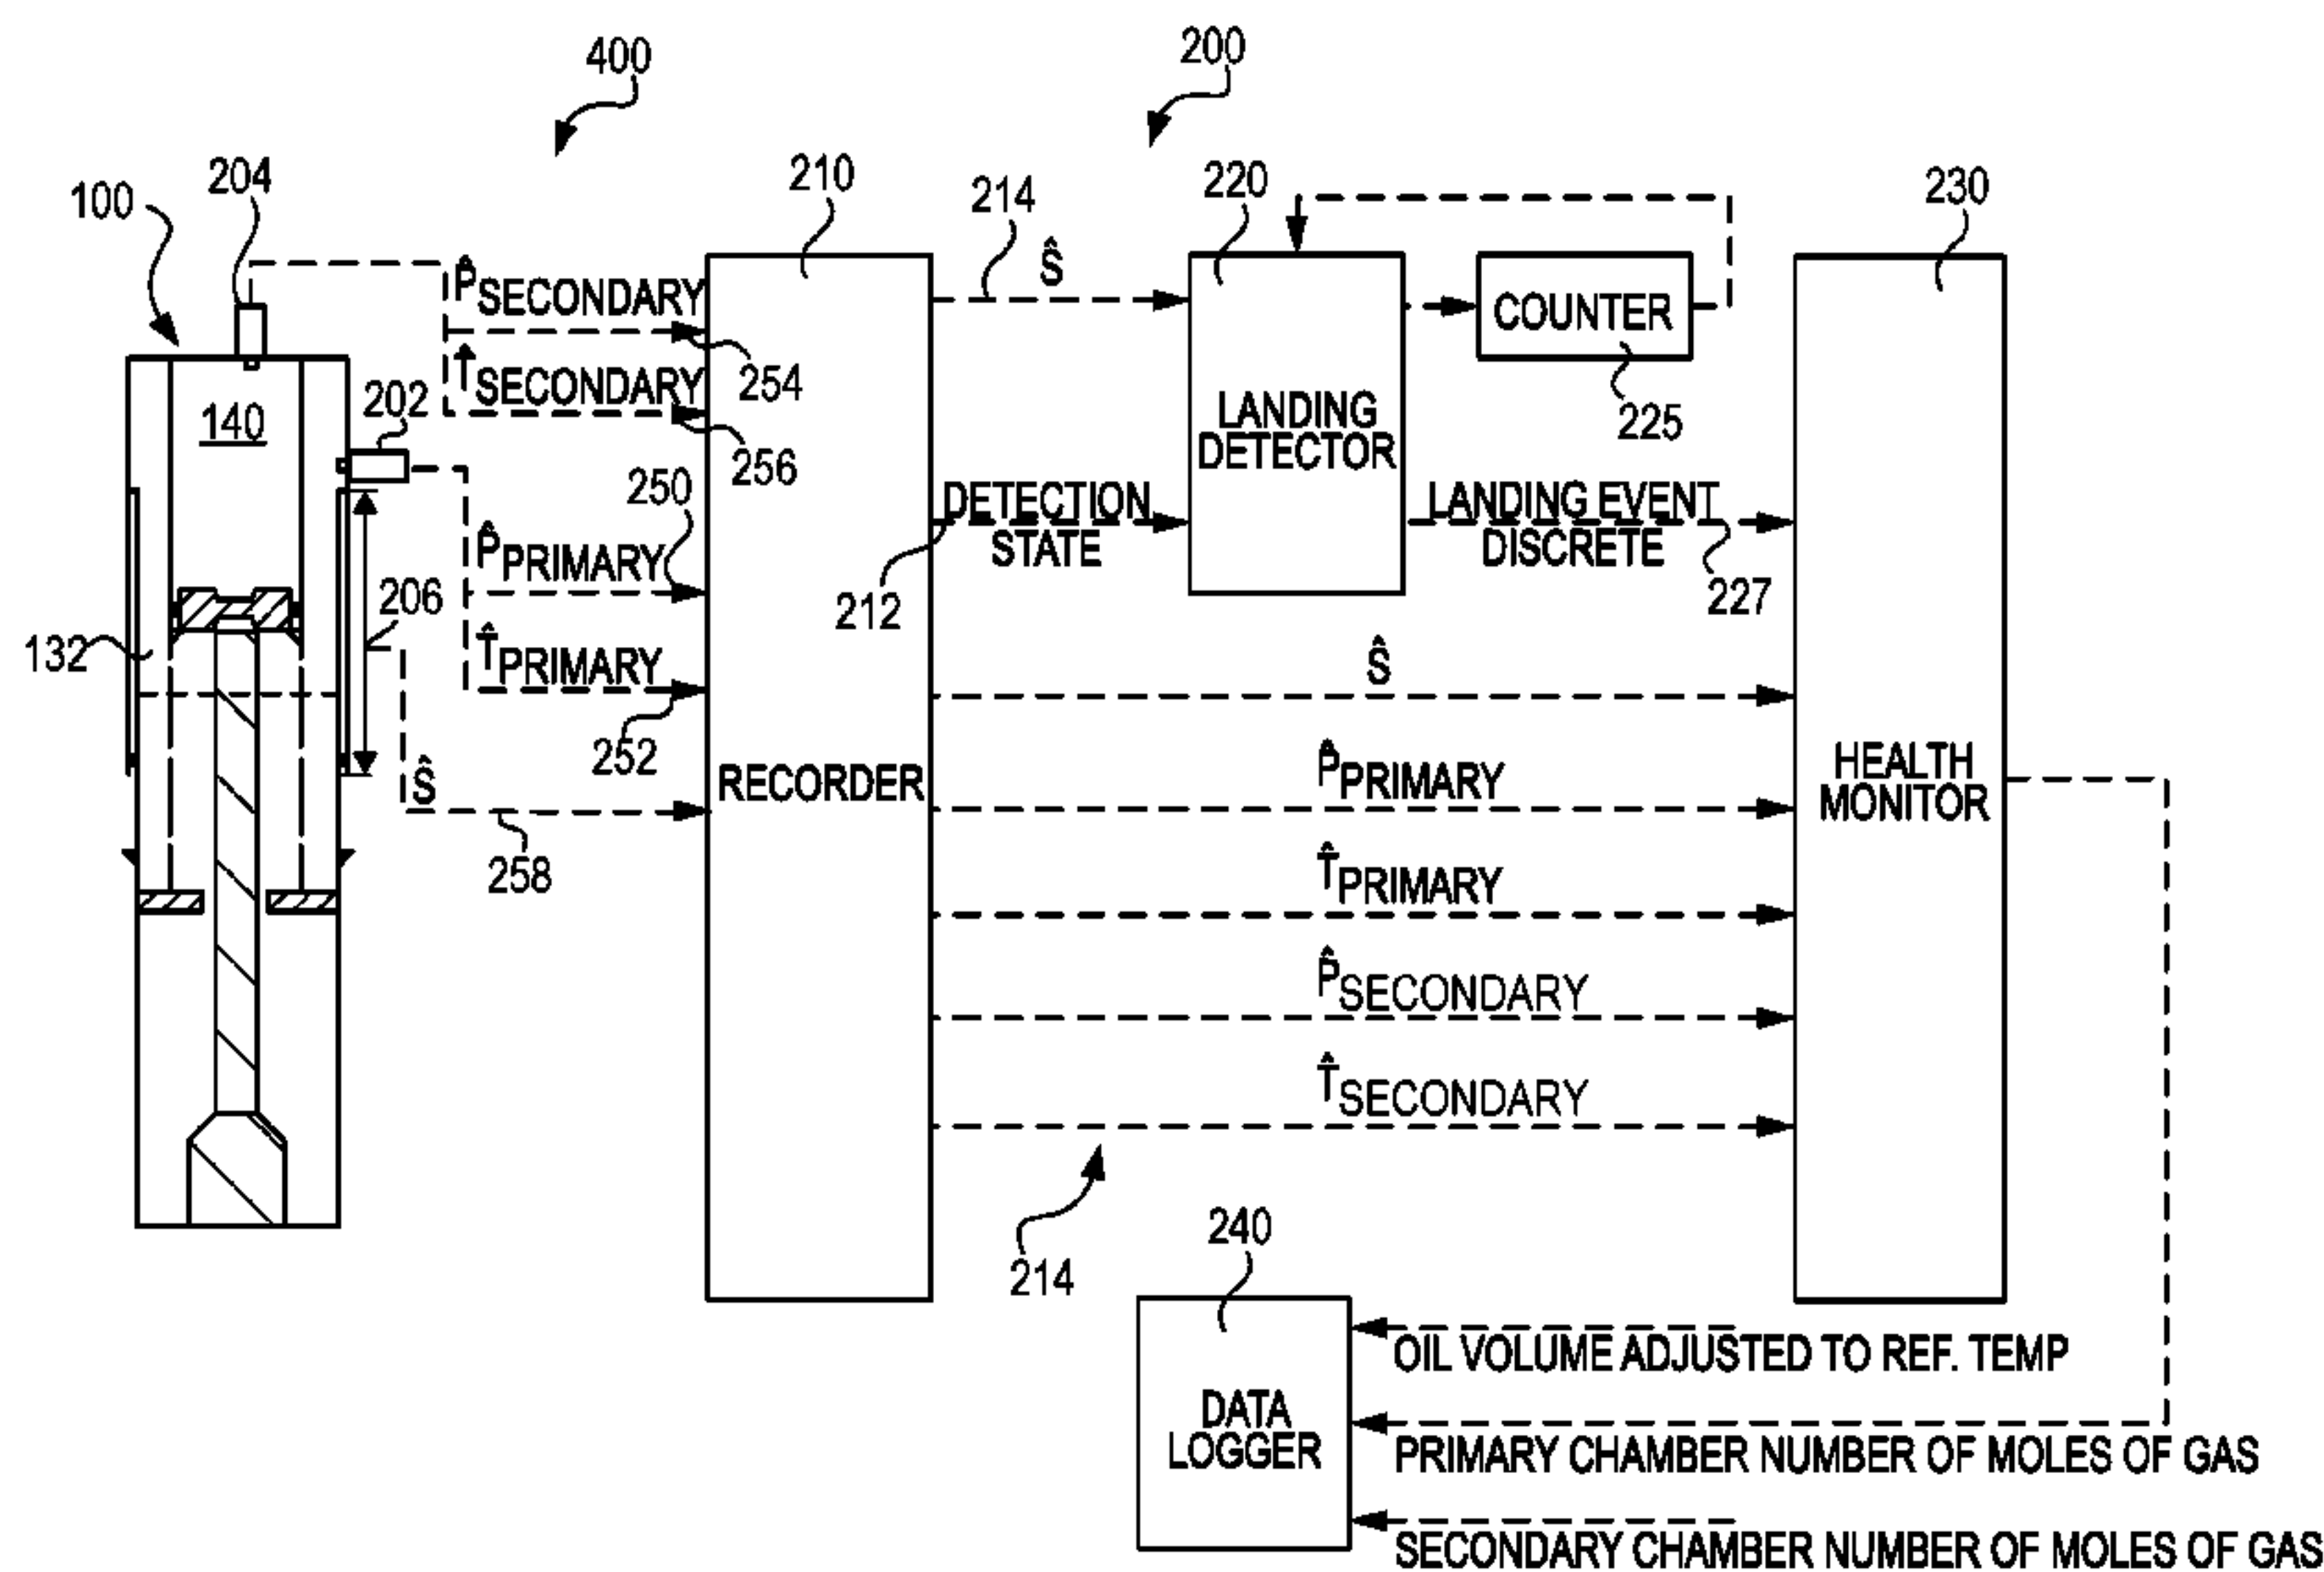 400
200
204
100
210
214
220
230
Ŝ
P̂SECONDARY
COUNTER
T̂SECONDARY
254
202
140
LANDING
DETECTOR
225
256
250
DETECTION
STATE
LANDING EVENT
DISCRETE
P̂PRIMARY
206
212
227
132
T̂PRIMARY
Ŝ
252
Ŝ
RECORDER
P̂PRIMARY
HEALTH
MONITOR
258
T̂PRIMARY
P̂SECONDARY
T̂SECONDARY
214
240
OIL VOLUME ADJUSTED TO REF. TEMP
DATA
LOGGER
PRIMARY CHAMBER NUMBER OF MOLES OF GAS
SECONDARY CHAMBER NUMBER OF MOLES OF GAS